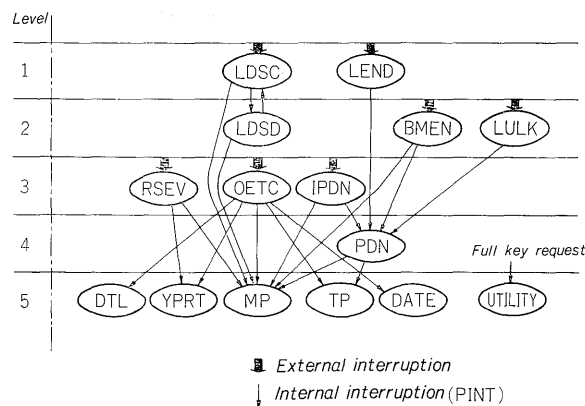 Level
1 LDSC LEND
2 LDSD BMEN LULK
3 RSEV OETC IPDN
4 PDN
Full key request
5 DTL YPRT MP TP DATE UTILITY
External interruption
Internal interruption (PINT)